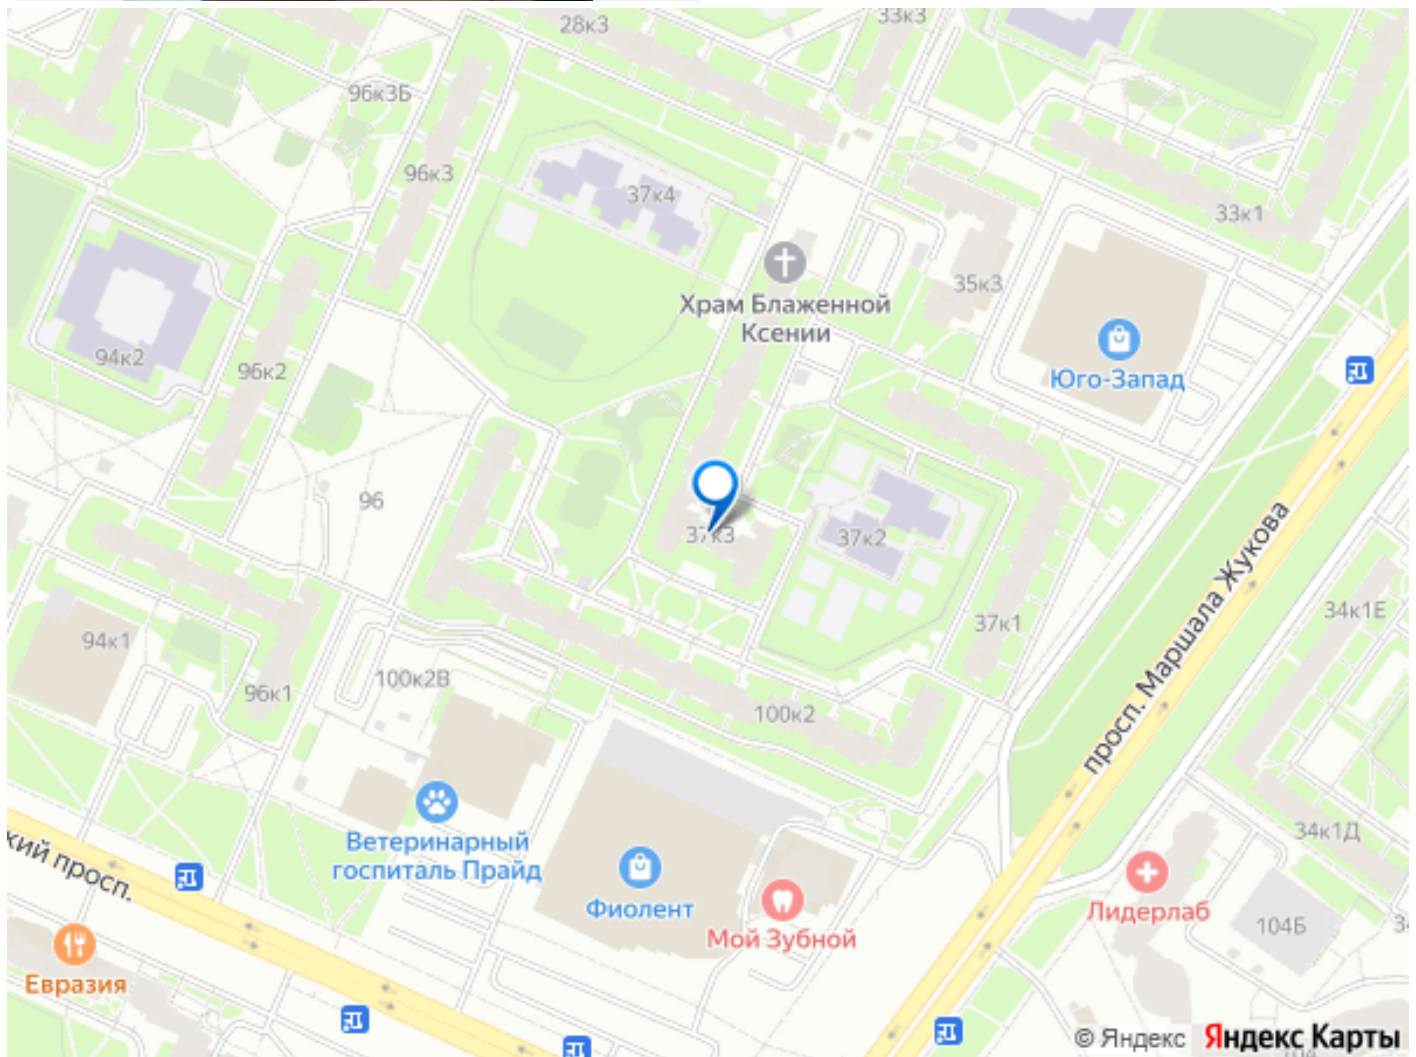 28к3
33к3
96к3Б
96к3
37к4
33к1
35к3
Храм Блаженной
Ксении
94к2
96к2
Юго-Запад
96
37к3
37к2
просп. Маршала Жукова
34к1Е
37к1
94к1
96к1
100к2В
100к2
34к1Д
Ветеринарный
госпиталь Прайд
кий просп.
Фиолент
Мой Зубной
Лидерлаб
104Б
Евразия
© Яндекс Яндекс Карты